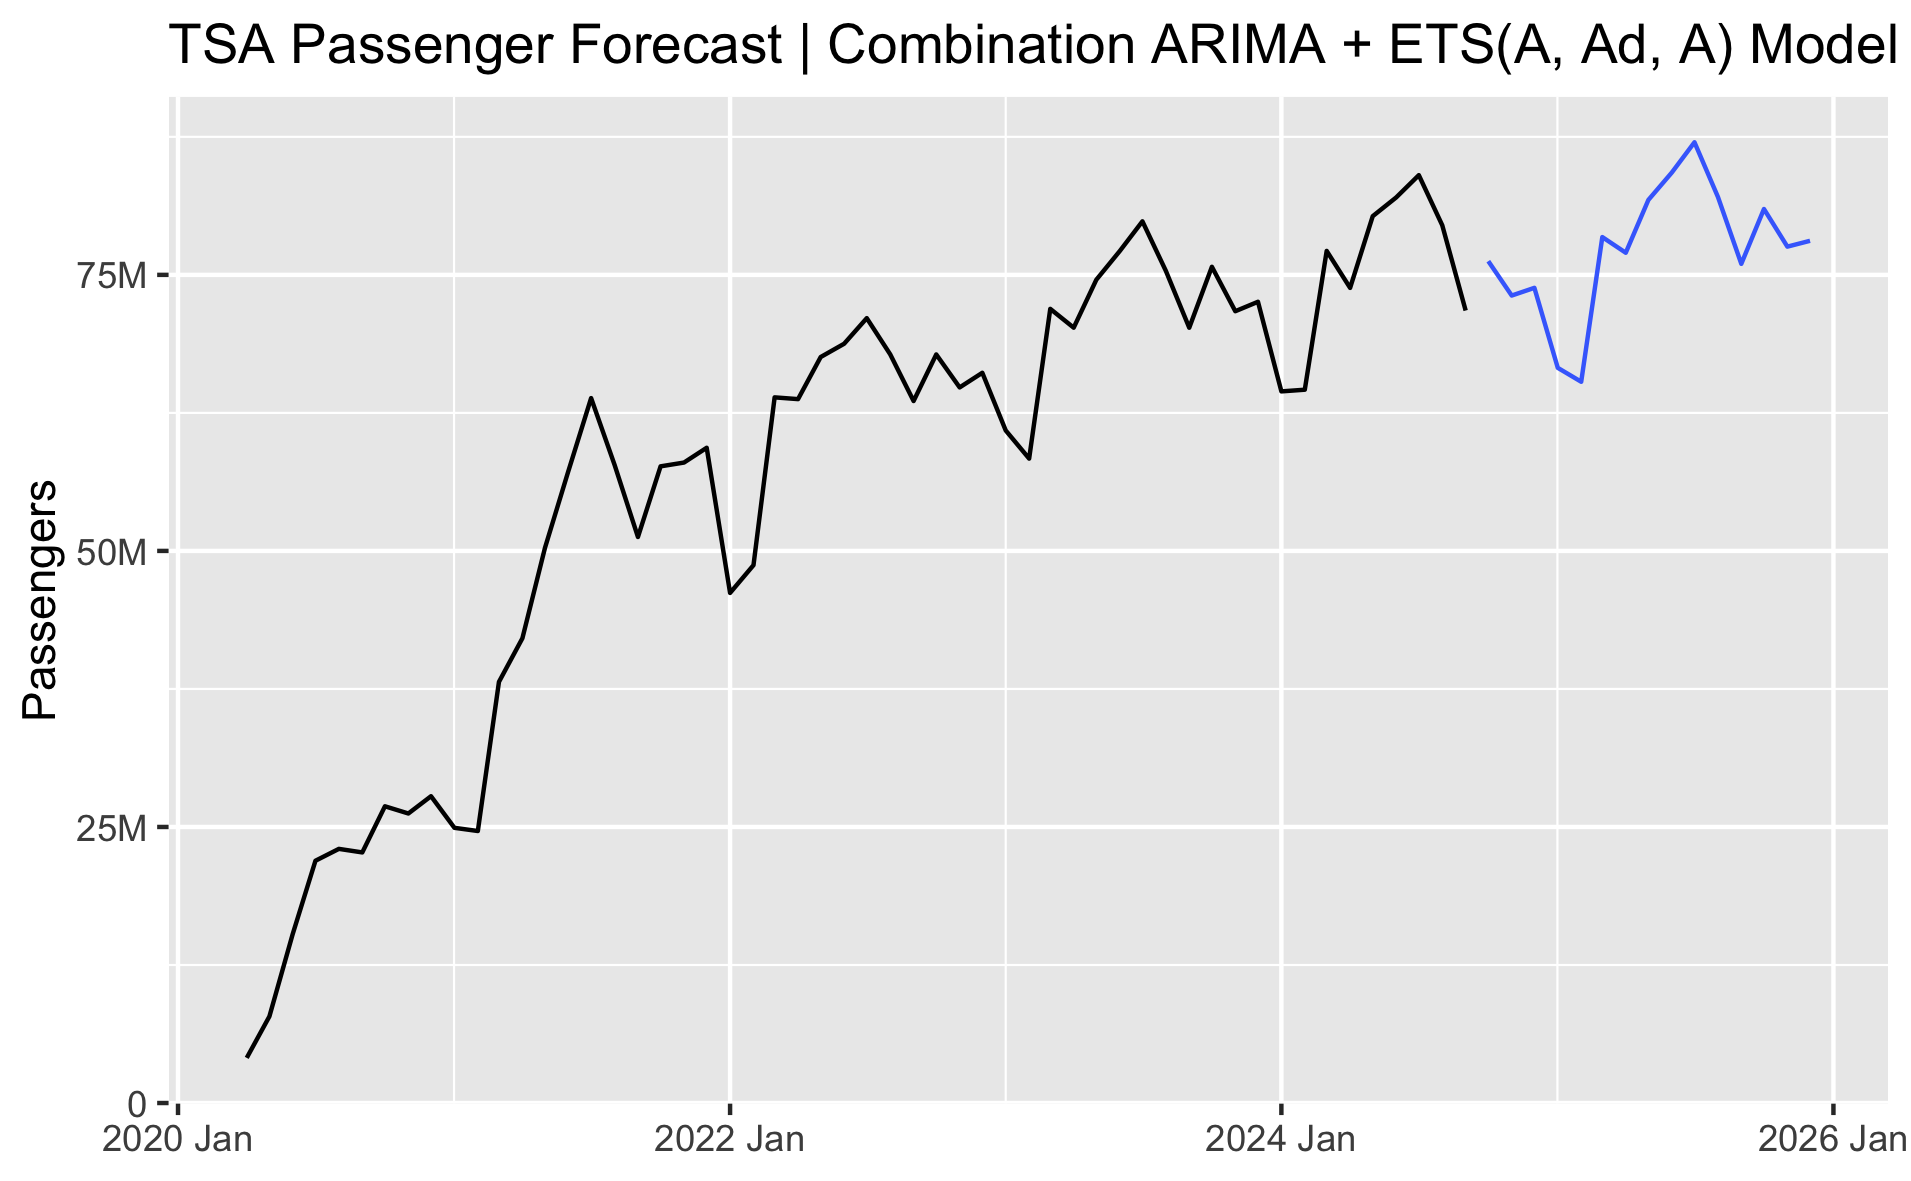 TSA Passenger Forecast | Combination ARIMA + ETS(A, Ad, A) Model
Passengers
75M
50M
25M
0
2020 Jan
2022 Jan
2024 Jan
2026 Jan